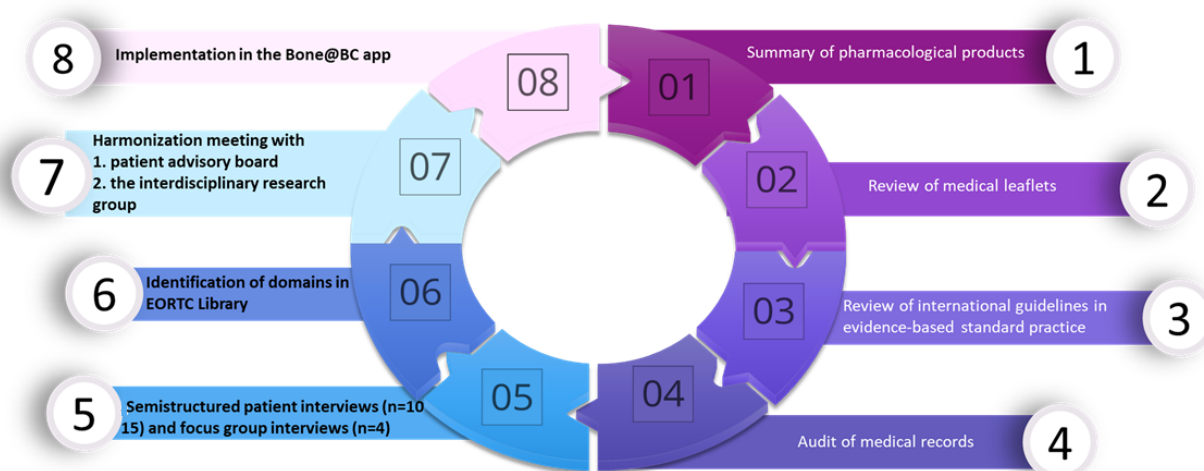 8
Implementation in the Bone@BC app
08
01
Summary of pharmacological products
1
7
Harmonization meeting with
1. patient advisory board
2. the interdisciplinary research
group
07
02
Review of medical leaflets
2
6
Identification of domains in
EORTC Library
06
03
Review of international guidelines in
evidence-based standard practice
3
5
Semistructured patient interviews (n=10
15) and focus group interviews (n=4)
05
04
Audit of medical records
4